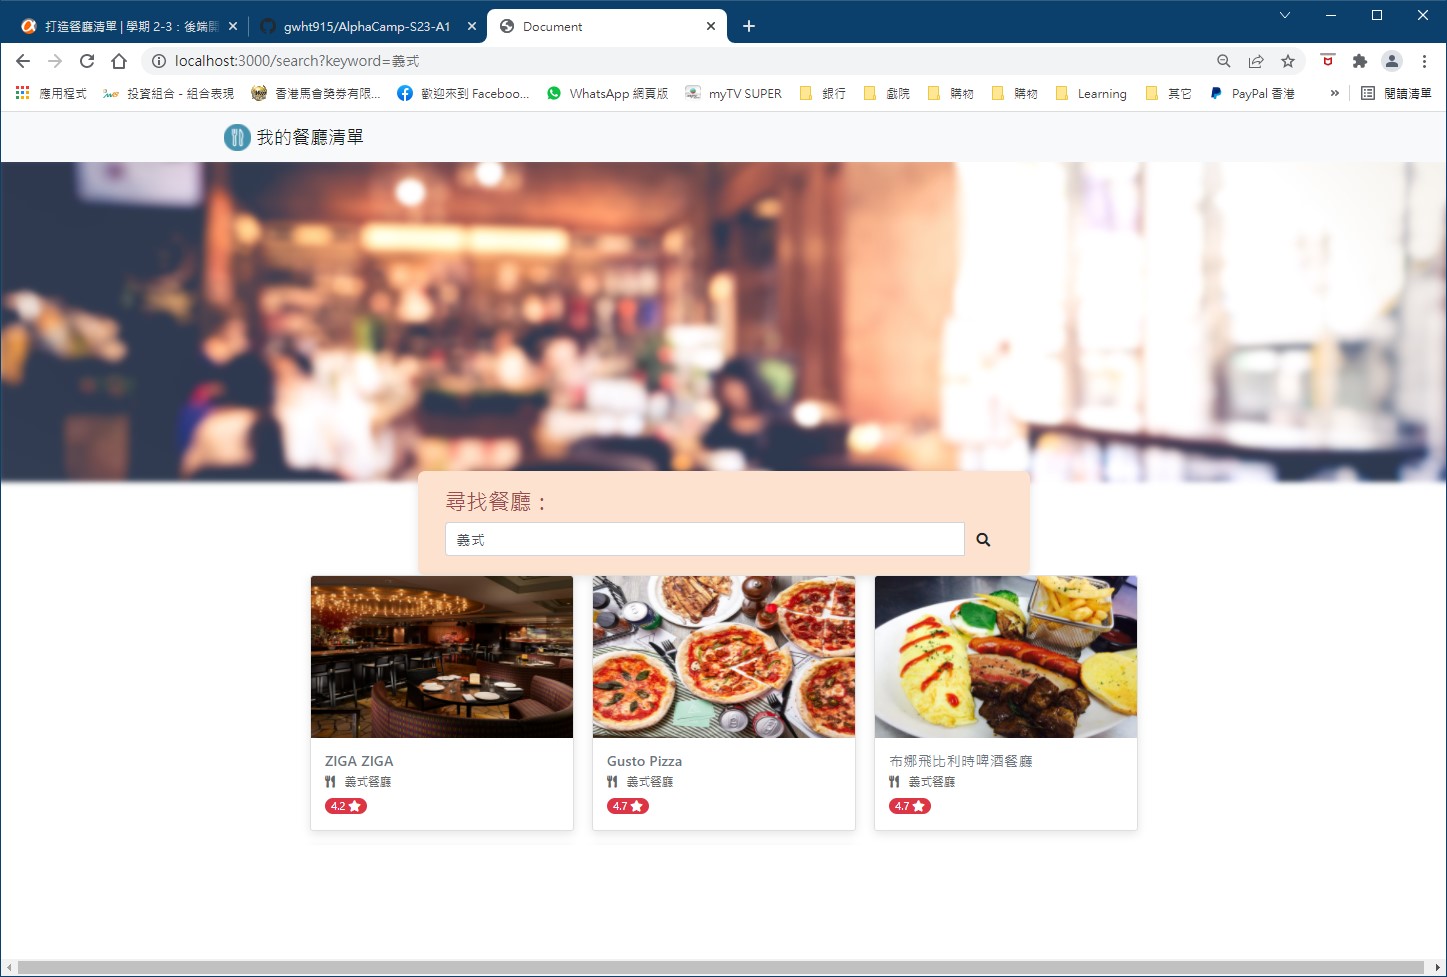 打造餐廳清單 | 學期 2-3：後端開
gwht915/AlphaCamp-S23-A1
Document
localhost:3000/search?keyword=義式
應用程式
投資組合 - 組合表現
香港馬會獎券有限...
歡迎來到 Faceboo...
WhatsApp 網頁版
myTV SUPER
銀行
戲院
購物
購物
Learning
其它
PayPal 香港
»
閱讀清單
我的餐廳清單
尋找餐廳：
義式
ZIGA ZIGA
義式餐廳
4.2
Gusto Pizza
義式餐廳
4.7
布娜飛比利時啤酒餐廳
義式餐廳
4.7